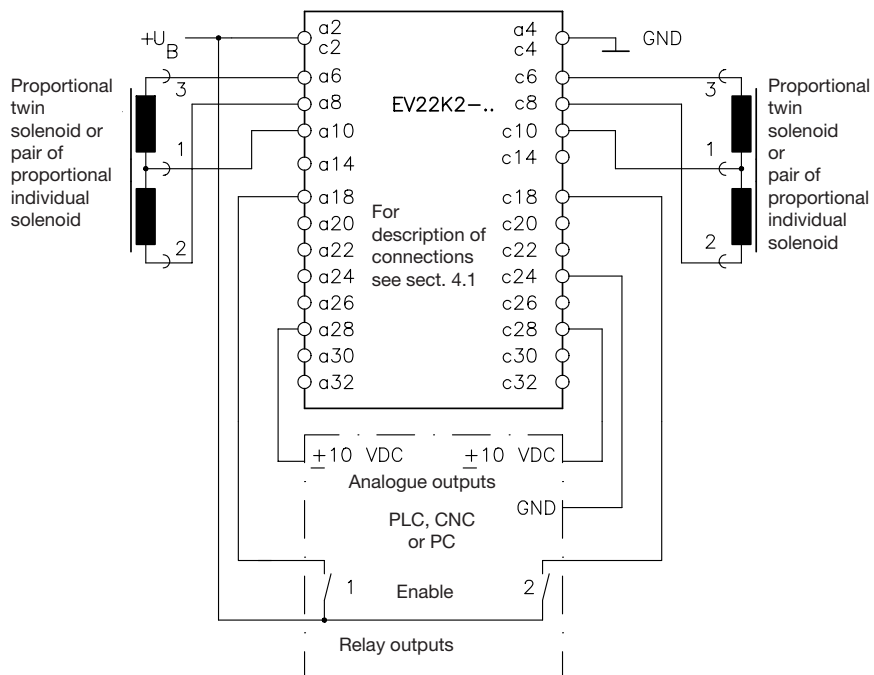 +UB
a2
c2
a4
c4
GND
a6
c6
a8
EV22K2-..
c8
a10
c10
a14
c14
a18
c18
a20
c20
a22
c22
a24
c24
a26
c26
a28
c28
a30
c30
a32
c32
Proportional
twin
solenoid or
pair of
proportional
individual
solenoid
3
1
2
For
description of
connections
see sect. 4.1
3
1
2
Proportional
twin
solenoid
or
pair of
proportional
individual
solenoid
±10 VDC
±10 VDC
Analogue outputs
GND
PLC, CNC
or PC
1
Enable
2
Relay outputs